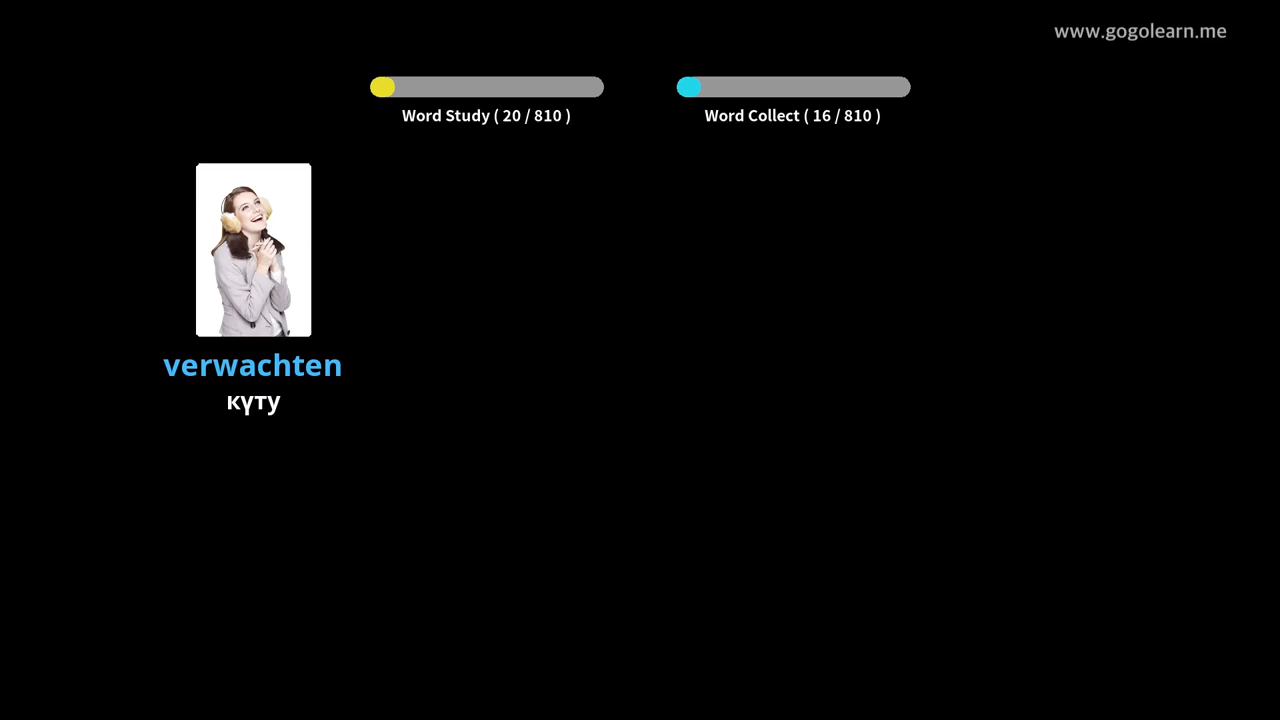 www.gogolearn.me
Word Study ( 20 / 810 )
Word Collect ( 16 / 810 )
verwachten
күту